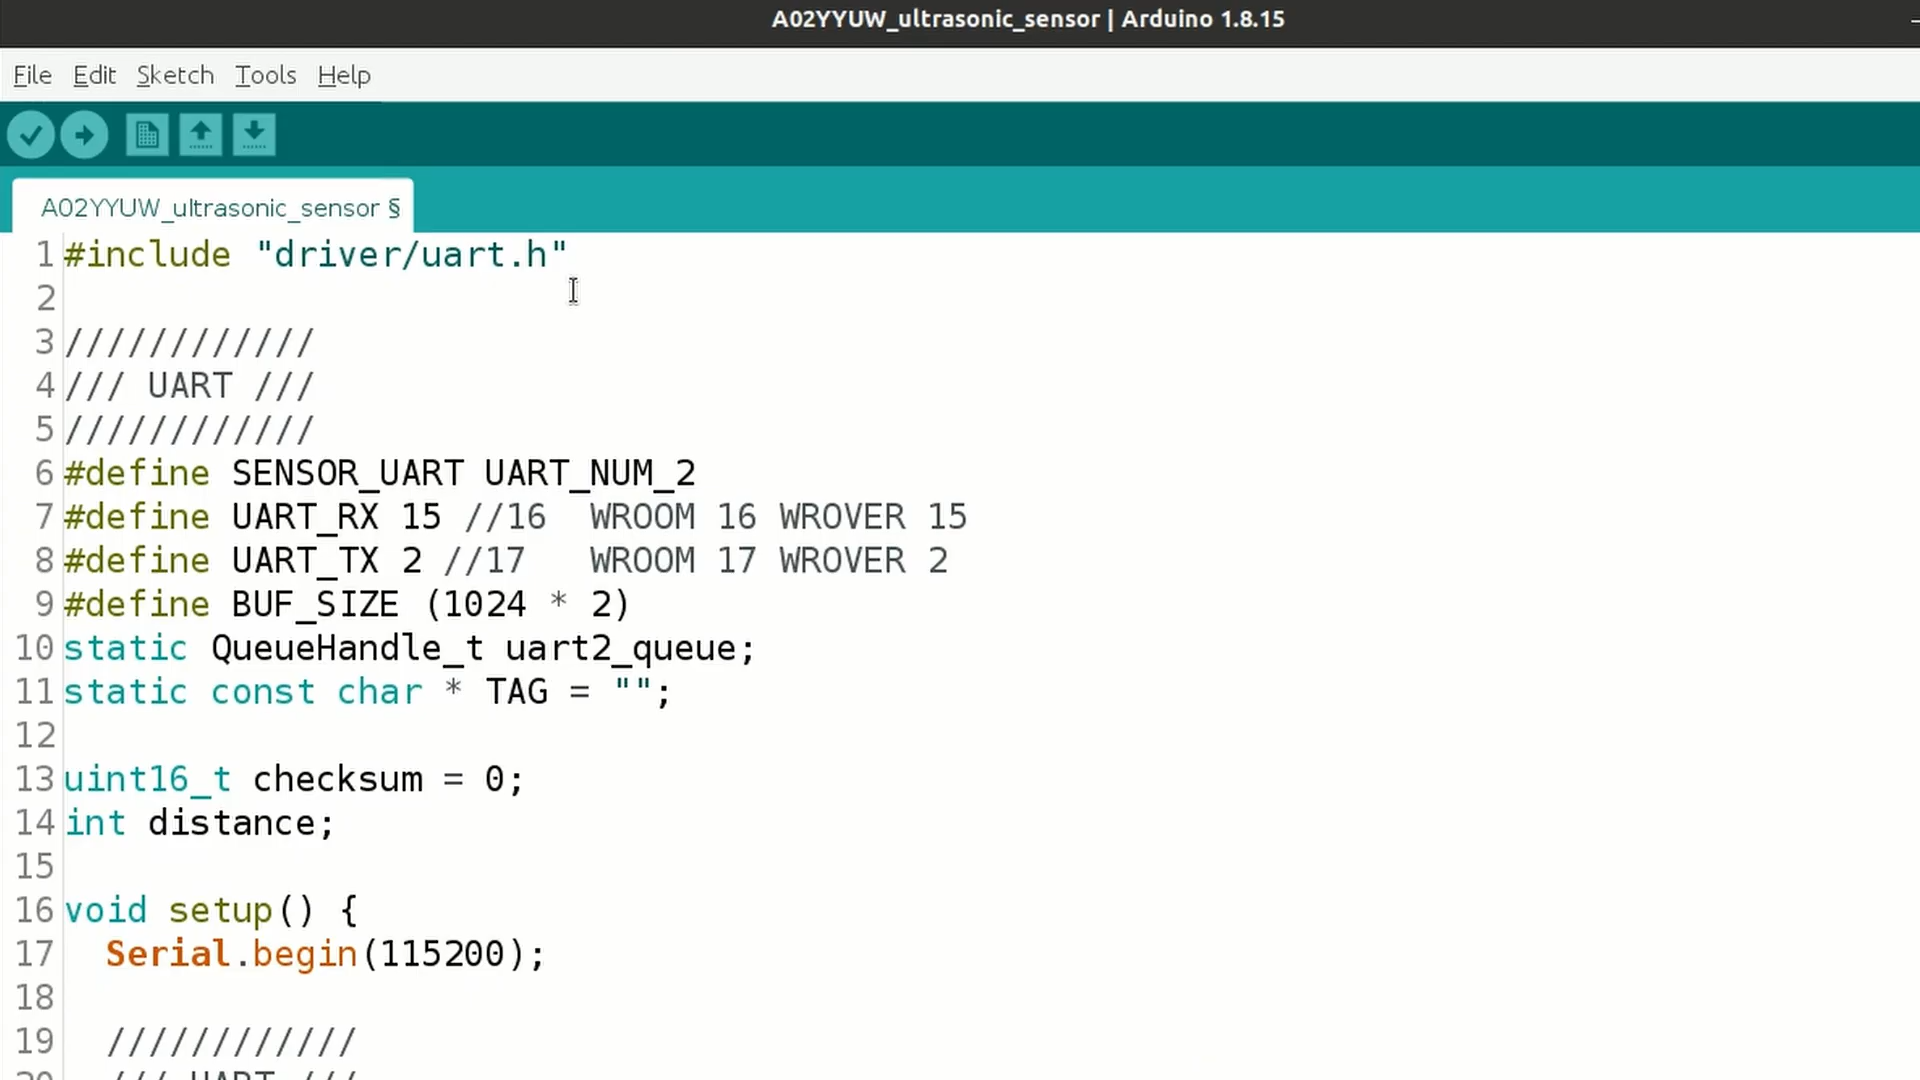 A02YYUW_ultrasonic_sensor | Arduino 1.8.15
File Edit Sketch Tools Help
A02YYUW_ultrasonic_sensor §
1 #include "driver/uart.h"
2
3 ////////////
4 /// UART ///
5 ////////////
6 #define SENSOR_UART UART_NUM_2
7 #define UART_RX 15 //16  WROOM 16 WROVER 15
8 #define UART_TX 2 //17   WROOM 17 WROVER 2
9 #define BUF_SIZE (1024 * 2)
10 static QueueHandle_t uart2_queue;
11 static const char * TAG = "";
12
13 uint16_t checksum = 0;
14 int distance;
15
16 void setup() {
17   Serial.begin(115200);
18
19   ////////////
20   /// UART ///